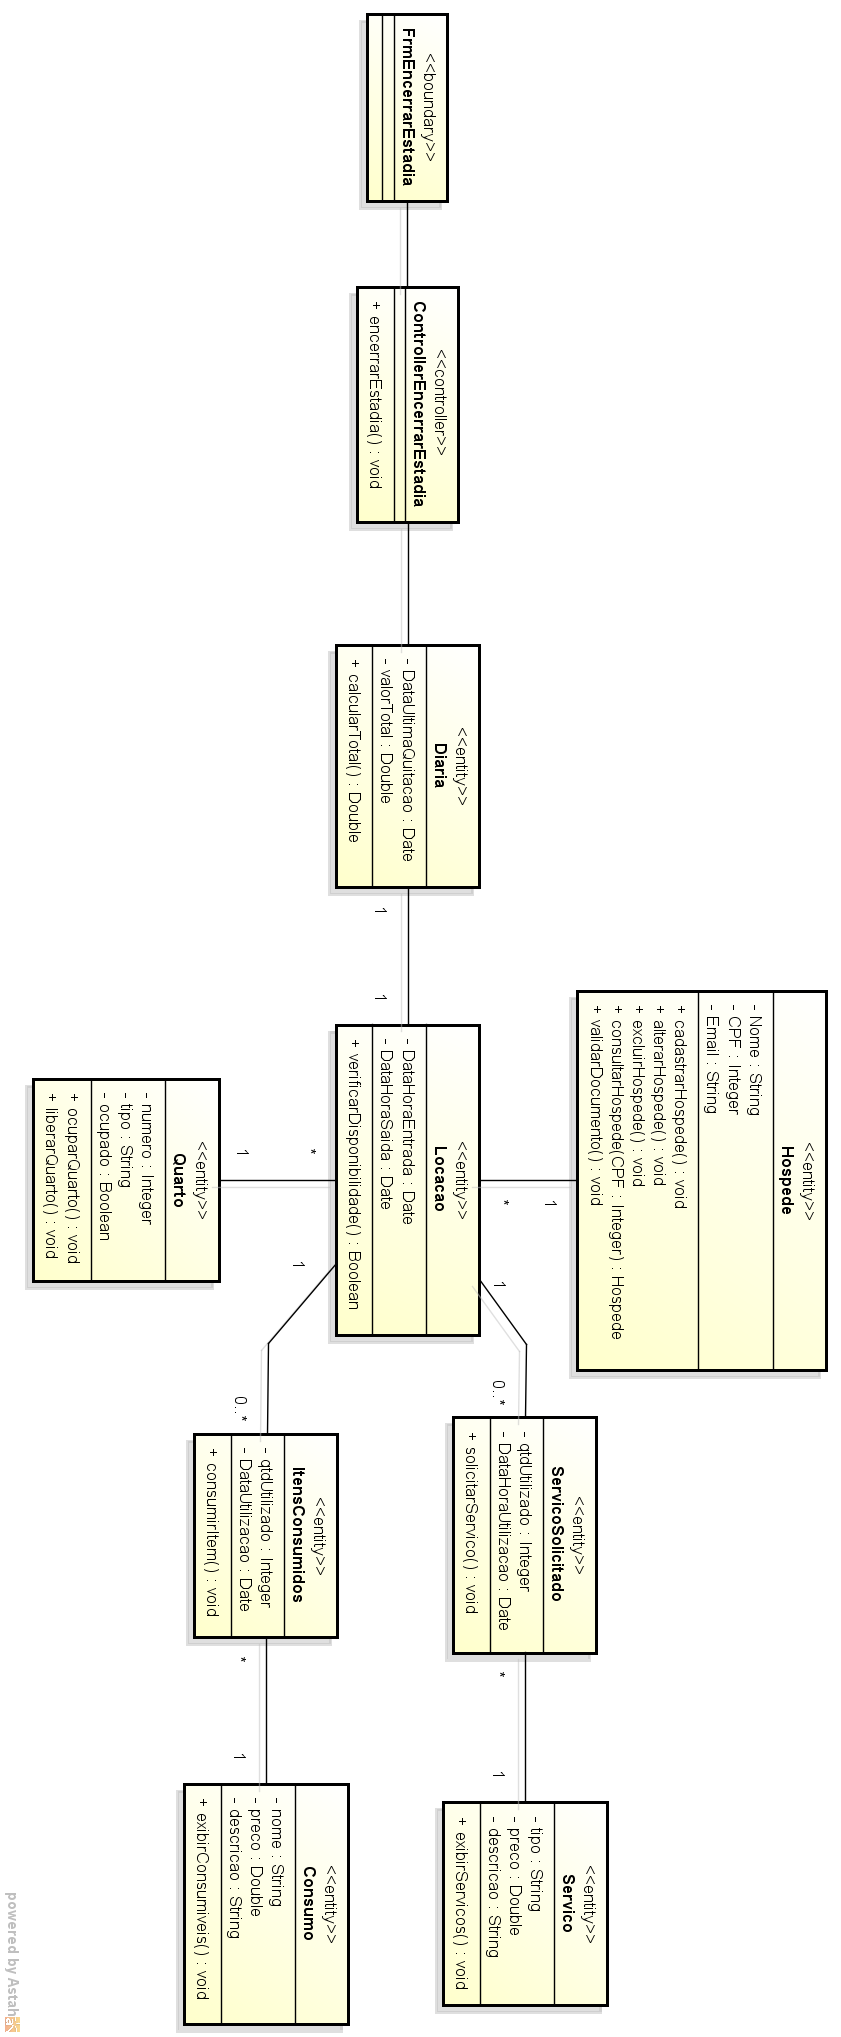 <<boundary>>
FrmEncerrarEstadia
<<controller>>
ControllerEncerrarEstadia
+ encerrarEstadia() : void
<<entity>>
Diaria
- DataUltimaQuitacao : Date
- valorTotal : Double
+ calcularTotal() : Double
1
1
<<entity>>
Hospede
- Nome : String
- CPF : Integer
- Email : String
+ cadastrarHospede() : void
+ alterarHospede() : void
+ excluirHospede() : void
+ consultarHospede(CPF : Integer) : Hospede
+ validarDocumento() : void
1
*
<<entity>>
Locacao
- DataHoraEntrada : Date
- DataHoraSaida : Date
+ verificarDisponibilidade() : Boolean
*
1
<<entity>>
Quarto
- numero : Integer
- tipo : String
- ocupado : Boolean
+ ocuparQuarto() : void
+ liberarQuarto() : void
1
0..*
<<entity>>
ServicoSolicitado
- qtdUtilizado : Integer
- DataHoraUtilizacao : Date
+ solicitarServico() : void
*
1
<<entity>>
Servico
- tipo : String
- preco : Double
- descricao : String
+ exibirServicos() : void
1
0..*
<<entity>>
ItensConsumidos
- qtdUtilizado : Integer
- DataUtilizacao : Date
+ consumirItem() : void
*
1
<<entity>>
Consumo
- nome : String
- preco : Double
- descricao : String
+ exibirConsumiveis() : void
powered by Astah